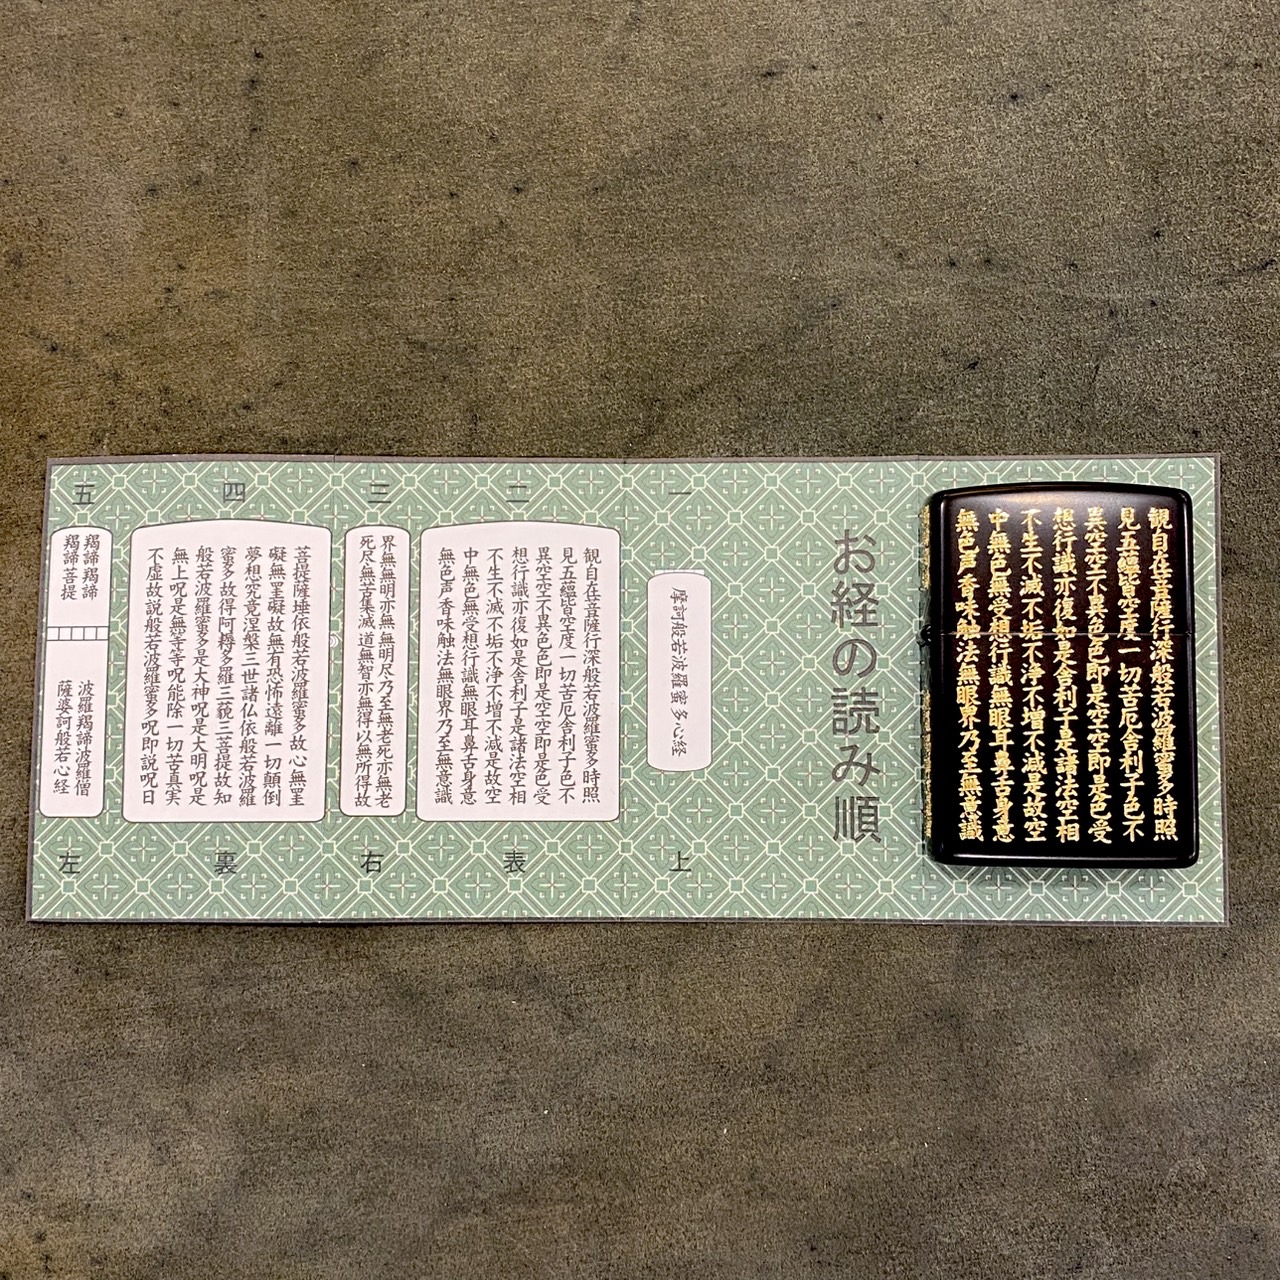 観自在菩薩行深般若波羅蜜多時照
見五蘊皆空度一切苦厄舎利子色不
異空空不異色色即是空空即是色受
想行識亦復如是舎利子是諸法空相
不生不滅不垢不浄不増不減是故空
中無色無受想行識無眼耳鼻舌身意
無色声香味触法無眼界乃至無意識
お経の読み順
一
摩訶般若波羅蜜多心経
上
二
観自在菩薩行深般若波羅蜜多時照
見五蘊皆空度一切苦厄舎利子色不
異空空不異色色即是空空即是色受
想行識亦復如是舎利子是諸法空相
不生不滅不垢不浄不増不減是故空
中無色無受想行識無眼耳鼻舌身意
無色声香味触法無眼界乃至無意識
表
三
界無無明亦無無明尽乃至無老死亦無老
死尽無苦集滅道無智亦無得以無所得故
右
四
菩提薩埵依般若波羅蜜多故心無罣
礙無罣礙故無有恐怖遠離一切顛倒
夢想究竟涅槃三世諸仏依般若波羅
蜜多故得阿耨多羅三藐三菩提故知
般若波羅蜜多是大神呪是大明呪是
無上呪是無等等呪能除一切苦真実
不虚故説般若波羅蜜多呪即説呪日
裏
五
羯諦羯諦
羯諦菩提
波羅羯諦波羅僧
薩婆訶般若心経
左